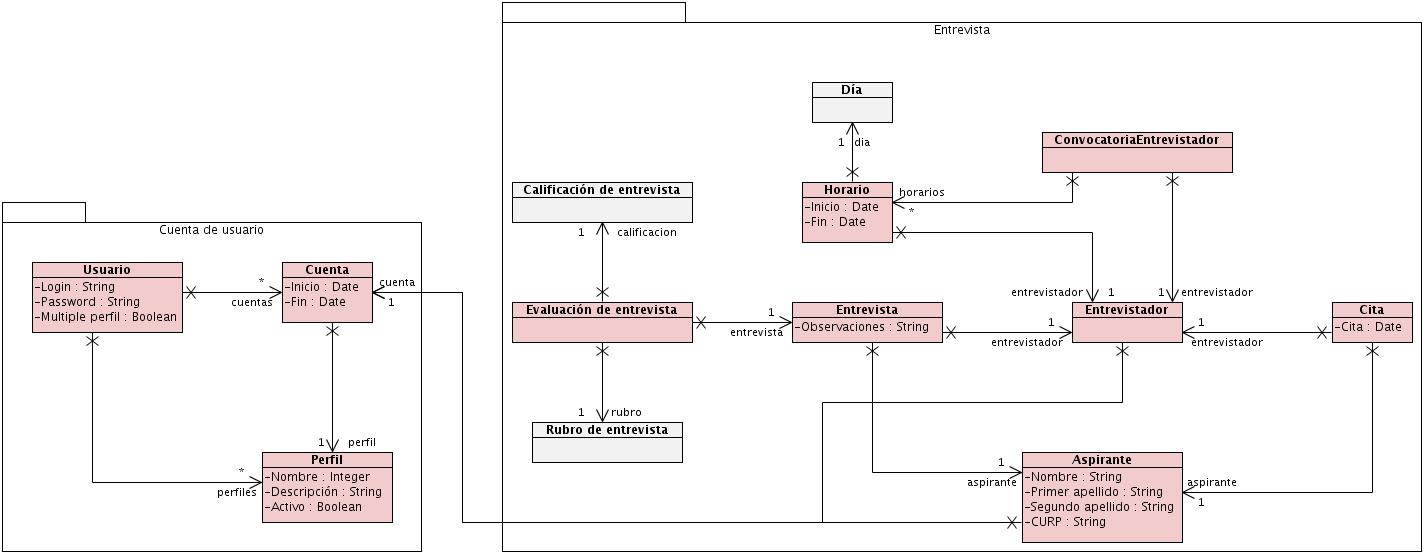 Entrevista
Día
1 dia
ConvocatoriaEntrevistador
Calificación de entrevista
Horario
-Inicio : Date
-Fin : Date
horarios
*
1 calificacion
Cuenta de usuario
Usuario
-Login : String
-Password : String
-Multiple perfil : Boolean
*
cuentas
Cuenta
-Inicio : Date
-Fin : Date
cuenta
1
entrevistador 1
1 entrevistador
Evaluación de entrevista
1
entrevista
Entrevista
-Observaciones : String
1
entrevistador
Entrevistador
1
entrevistador
Cita
-Cita : Date
1 rubro
Rubro de entrevista
1 perfil
*
perfiles
Perfil
-Nombre : Integer
-Descripción : String
-Activo : Boolean
1
aspirante
Aspirante
-Nombre : String
-Primer apellido : String
-Segundo apellido : String
-CURP : String
aspirante
1